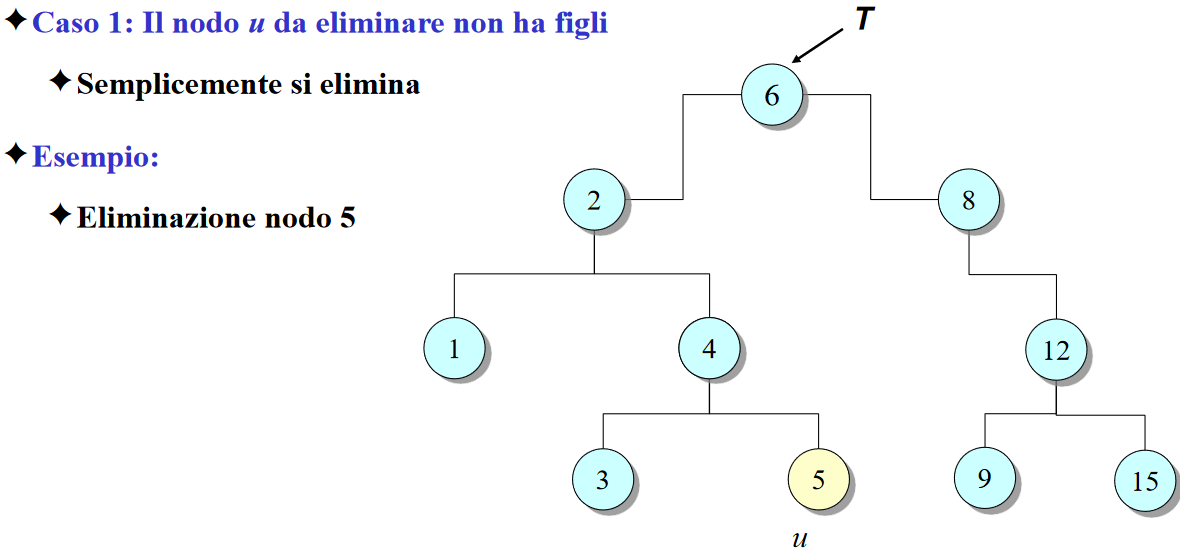 ✦Caso 1: Il nodo u da eliminare non ha figli
✦Semplicemente si elimina
✦Esempio:
✦Eliminazione nodo 5
T
6
2
8
1
4
12
3
5
9
15
u